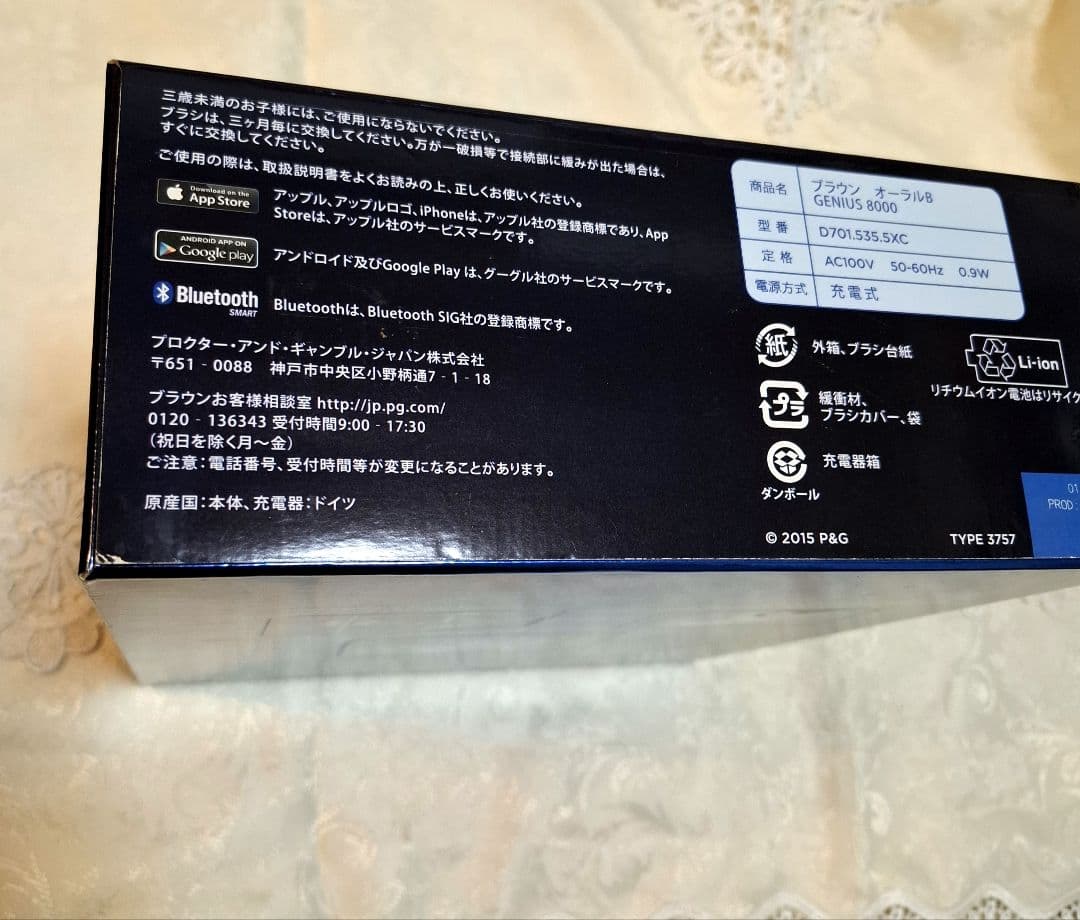 三歳未満のお子様には、ご使用にならないでください。
ブラシは、三ヶ月毎に交換してください。万が一破損等で接続部に緩みが出た場合は、
すぐに交換してください。
ご使用の際は、取扱説明書をよくお読みの上、正しくお使いください。
Download on the
App Store
アップル、アップルロゴ、iPhoneは、アップル社の登録商標であり、App
Storeは、アップル社のサービスマークです。
ANDROID APP ON
Google play
アンドロイド及びGoogle Play は、グーグル社のサービスマークです。
Bluetooth
SMART
Bluetoothは、Bluetooth SIG社の登録商標です。
プロクター・アンド・ギャンブル・ジャパン株式会社
〒651‐0088 神戸市中央区小野柄通7‐1‐18
ブラウンお客様相談室 http://jp.pg.com/
0120‐136343 受付時間9:00‐17:30
（祝日を除く月〜金）
ご注意：電話番号、受付時間等が変更になることがあります。
原産国：本体、充電器：ドイツ
商品名 ブラウン オーラルB
GENIUS 8000
型番 D701.535.5XC
定格 AC100V 50-60Hz 0.9W
電源方式 充電式
紙 外箱、ブラシ台紙
プラ 緩衝材、
ブラシカバー、袋
ダンボール 充電器箱
Li-ion
リチウムイオン電池はリサイク
© 2015 P&G
TYPE 3757
01
PROD